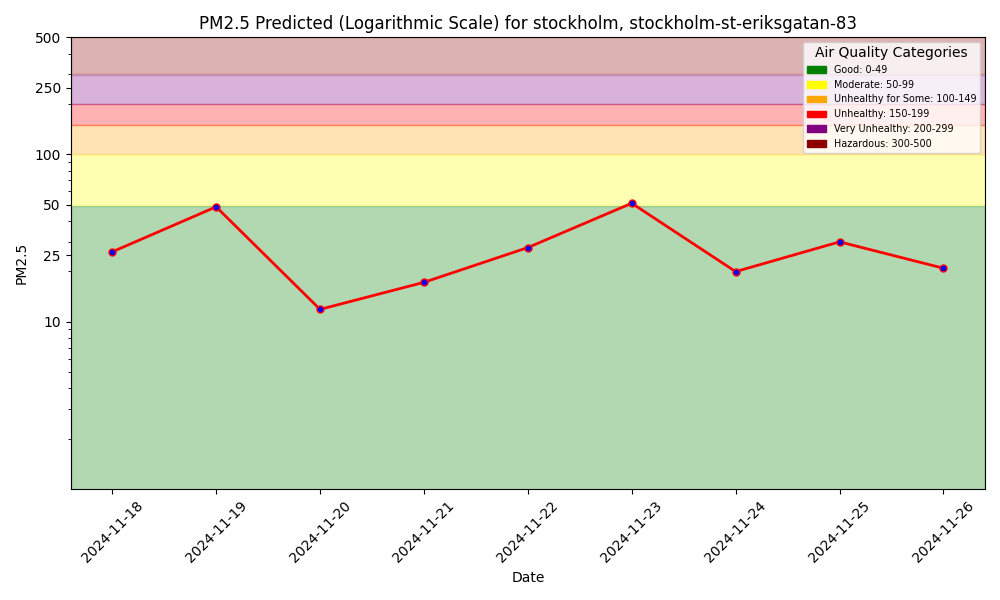 PM2.5 Predicted (Logarithmic Scale) for stockholm, stockholm-st-eriksgatan-83
Air Quality Categories
Good: 0-49
Moderate: 50-99
Unhealthy for Some: 100-149
Unhealthy: 150-199
Very Unhealthy: 200-299
Hazardous: 300-500
500
250
100
50
25
10
PM2.5
2024-11-18
2024-11-19
2024-11-20
2024-11-21
2024-11-22
2024-11-23
2024-11-24
2024-11-25
2024-11-26
Date